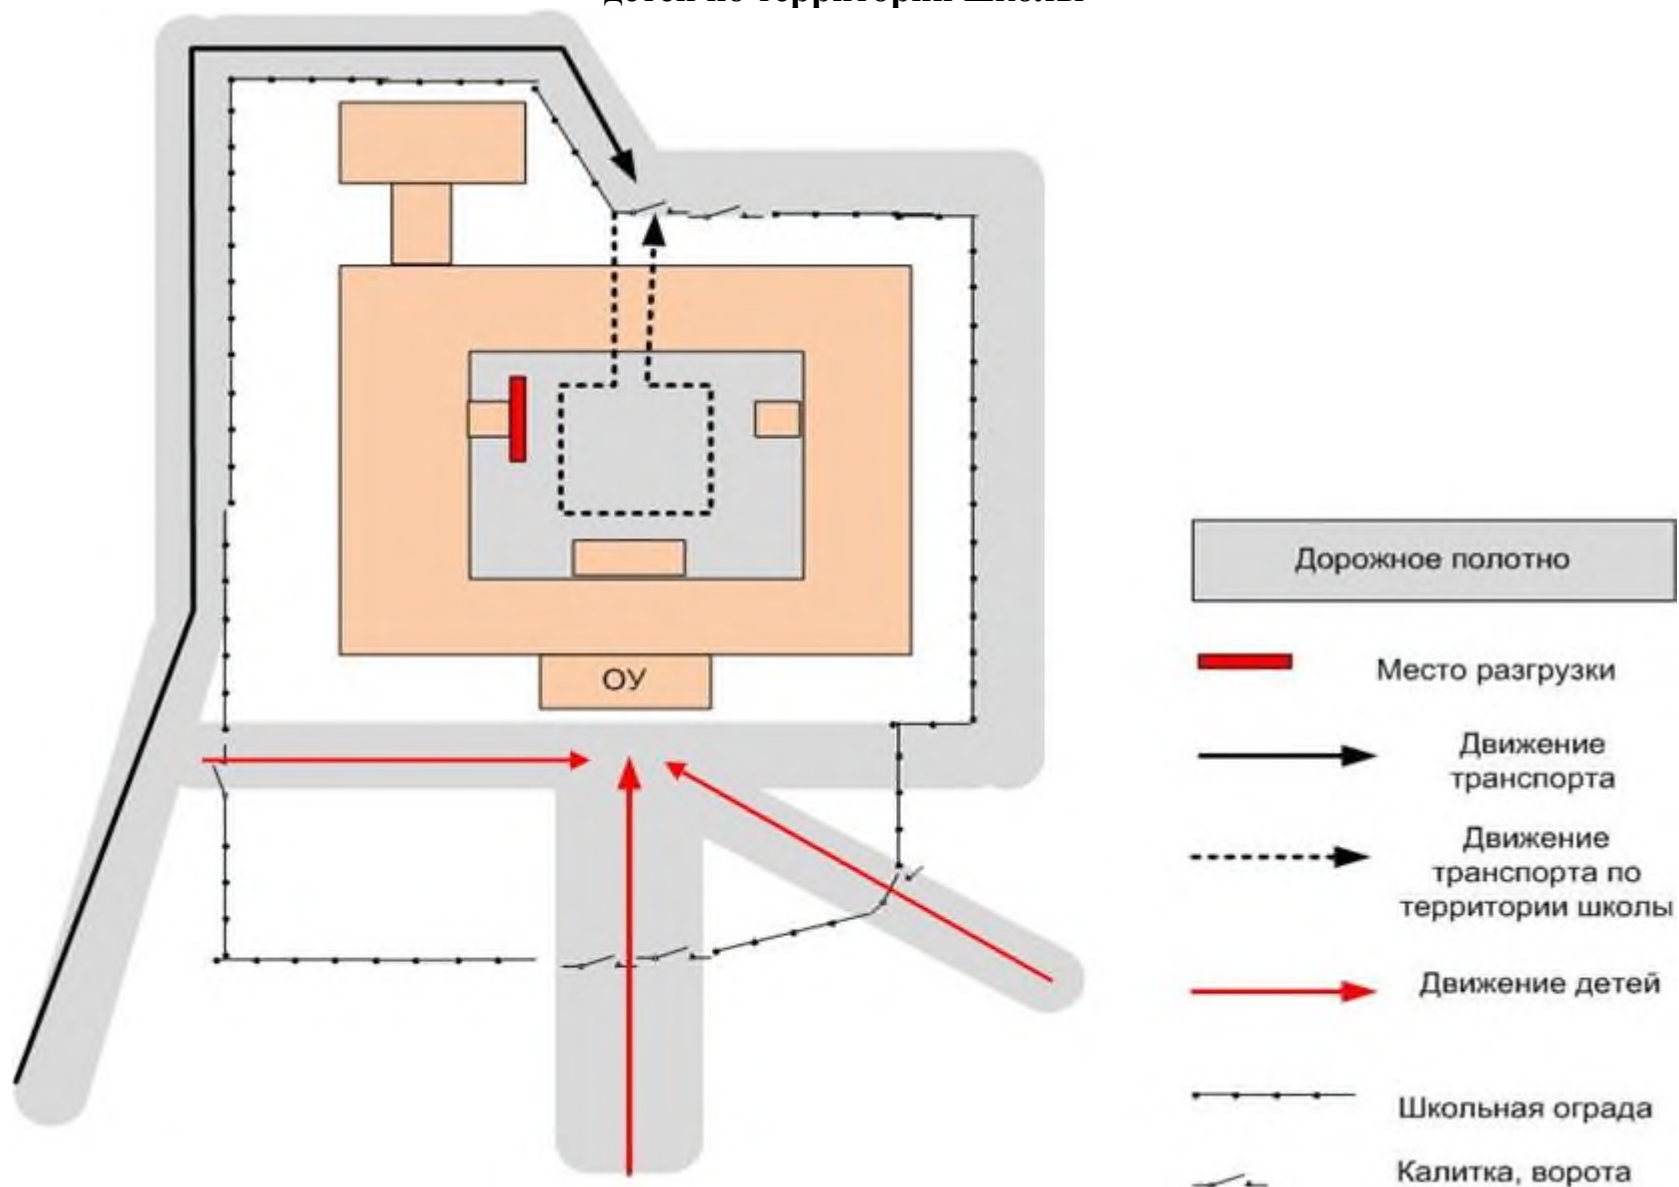 детей по территории школы
ОУ
Дорожное полотно
Место разгрузки
Движение
транспорта
Движение
транспорта по
территории школы
Движение детей
Школьная ограда
Калитка, ворота